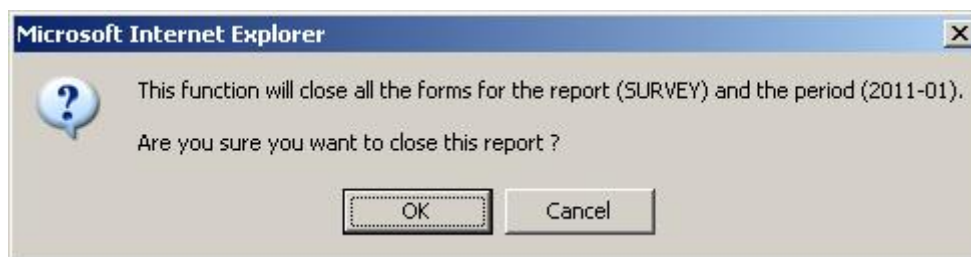 Microsoft Internet Explorer
This function will close all the forms for the report (SURVEY) and the period (2011-01).
Are you sure you want to close this report ?
OK Cancel